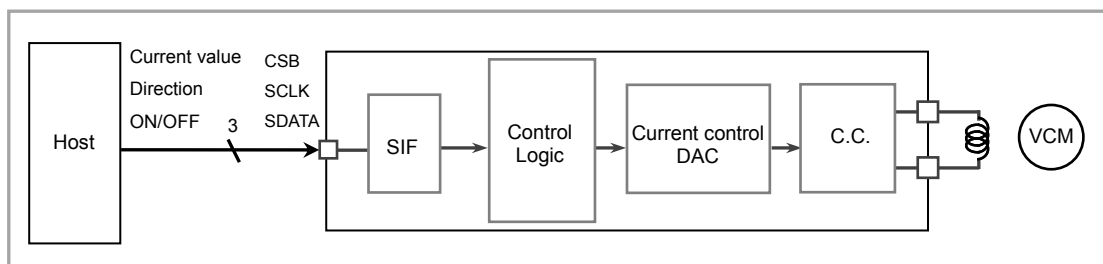 Host
Current value
Direction
ON/OFF
3
CSB
SCLK
SDATA
SIF
Control
Logic
Current control
DAC
C.C.
VCM